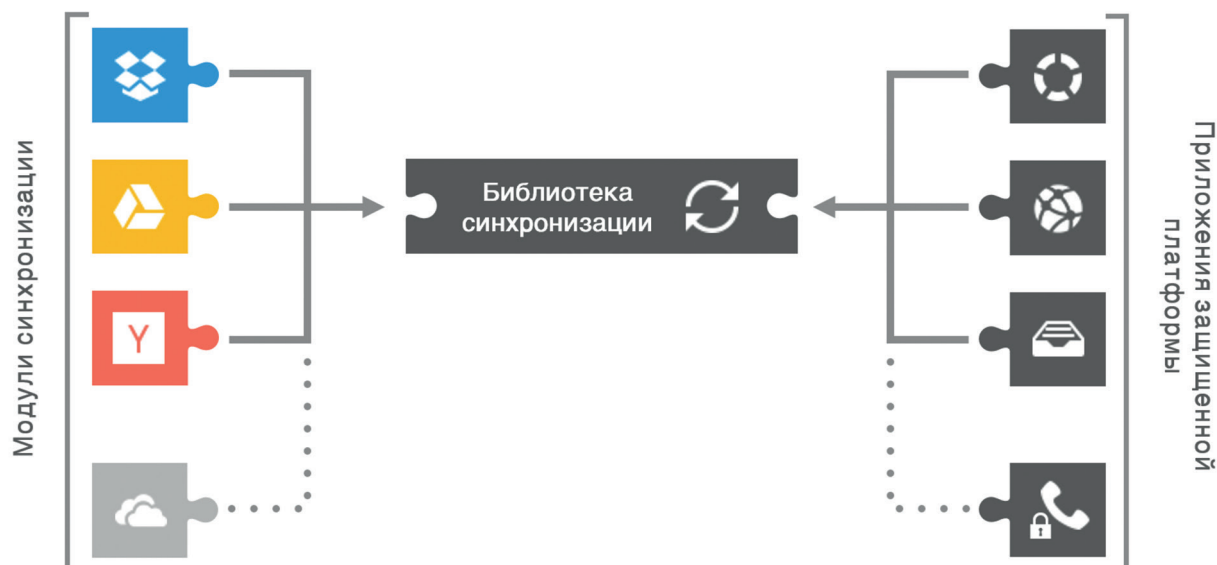 Модули синхронизации
Библиотека
синхронизации
Y
Приложения защищенной
платформы